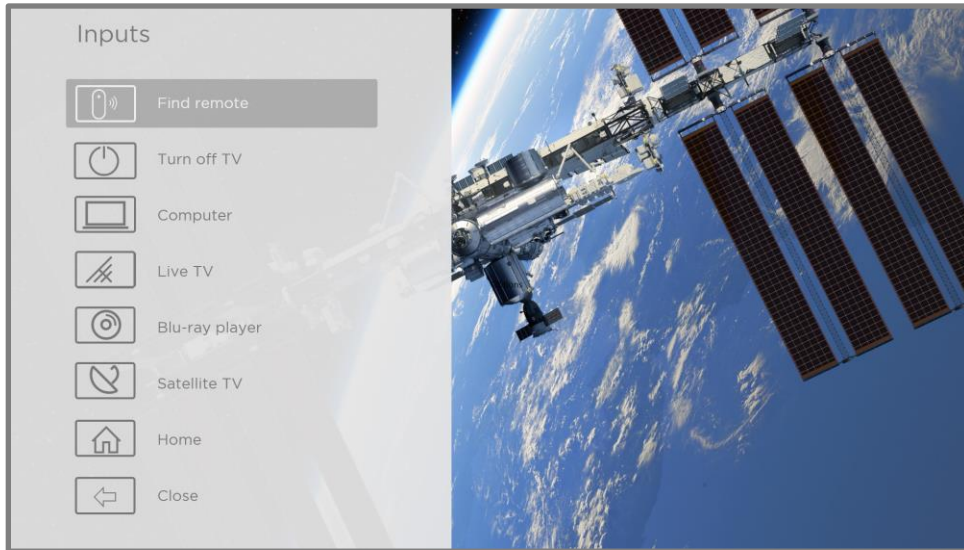 Inputs
Find remote
Turn off TV
Computer
Live TV
Blu-ray player
Satellite TV
Home
Close